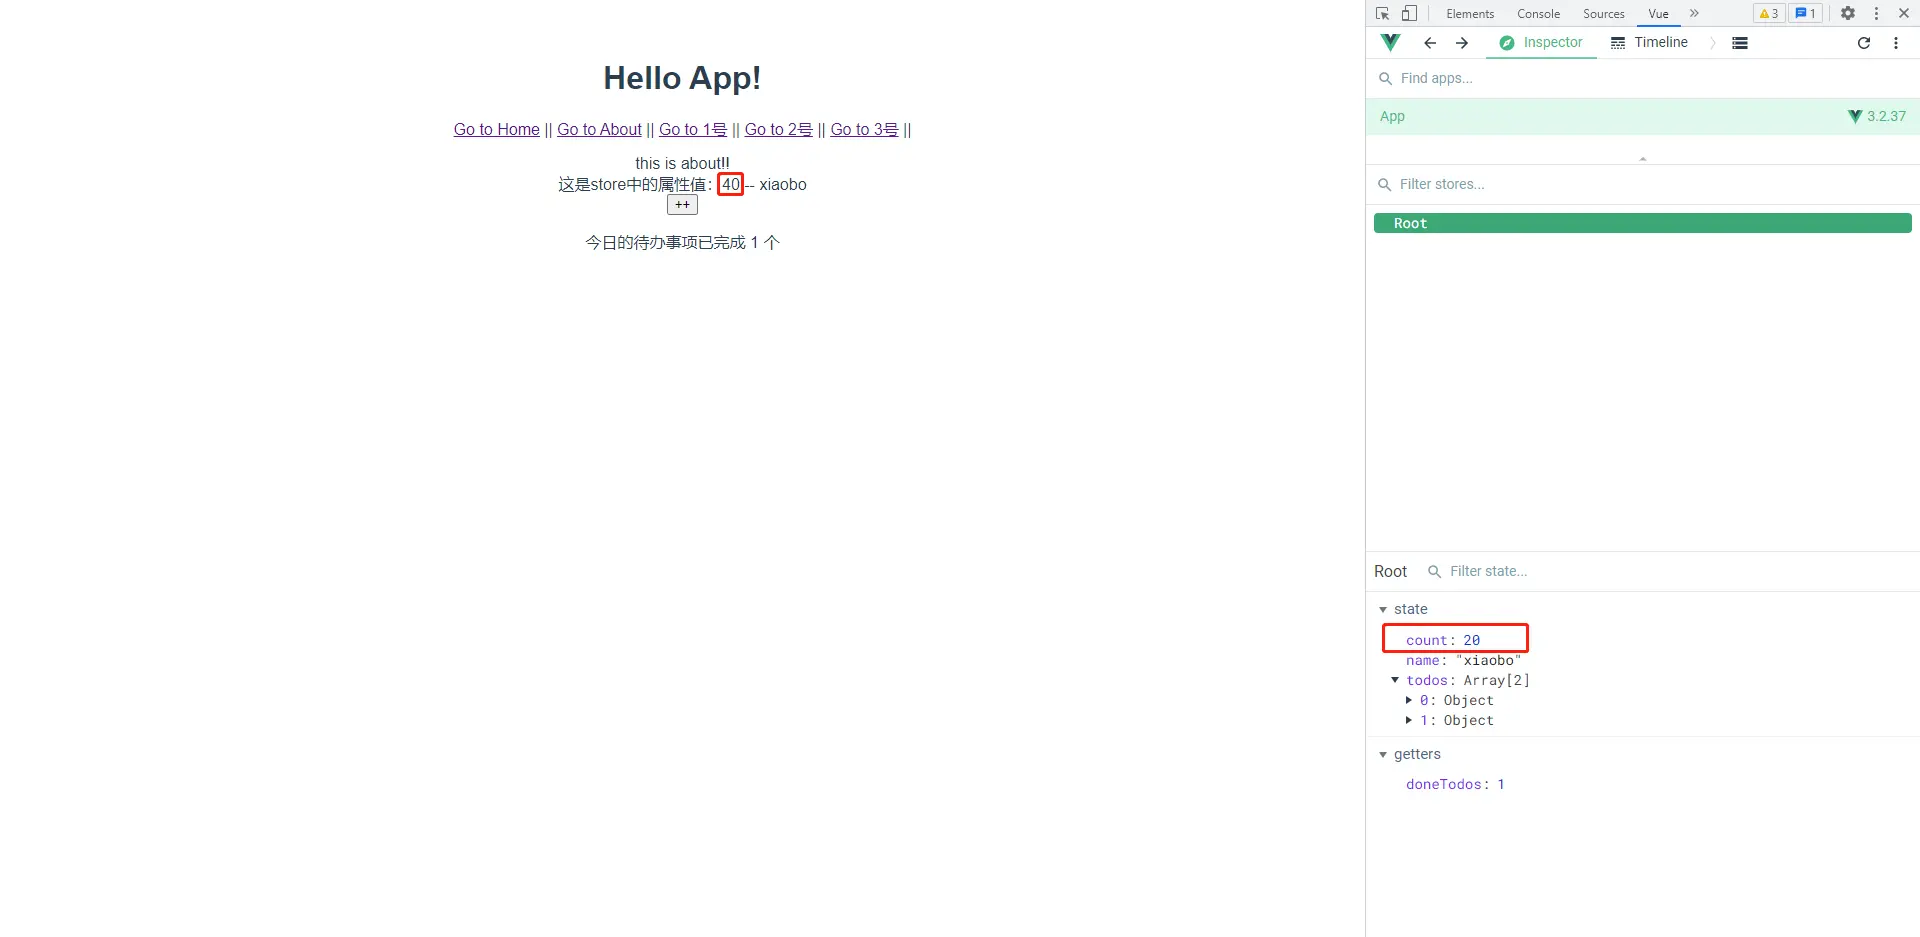 Hello App!
Go to Home || Go to About || Go to 1号 || Go to 2号 || Go to 3号 ||
this is about!!
这是store中的属性值：40 -- xiaobo
++
今日的待办事项已完成 1 个
Elements Console Sources Vue » 3 1
Inspector Timeline
Find apps...
App 3.2.37
Filter stores...
Root
Root Filter state...
state
count: 20
name: "xiaobo"
todos: Array[2]
0: Object
1: Object
getters
doneTodos: 1